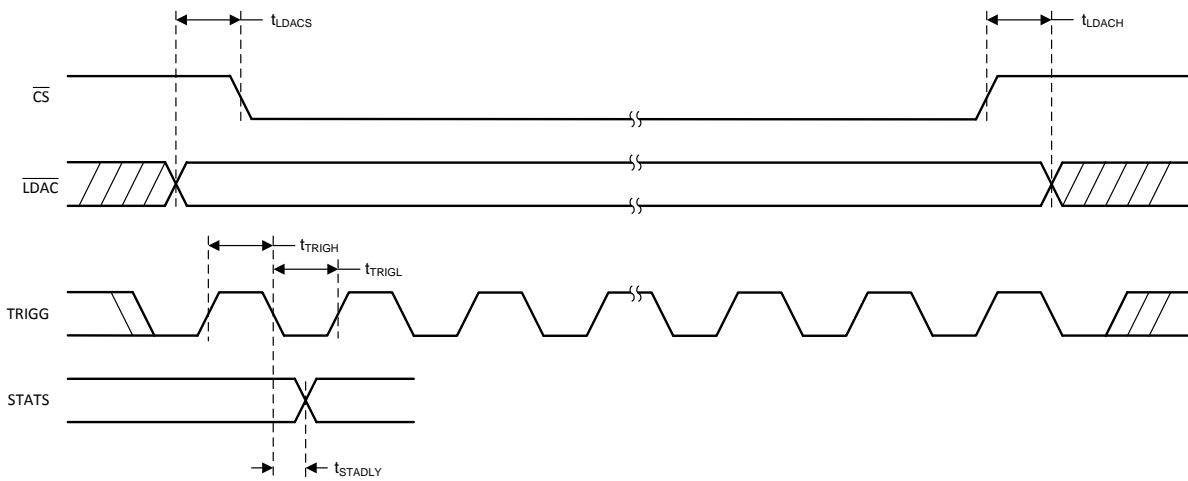 tLDACS
tLDACH
CS
LDAC
tTRIGH
tTRIGL
TRIGG
STATS
tSTADLY